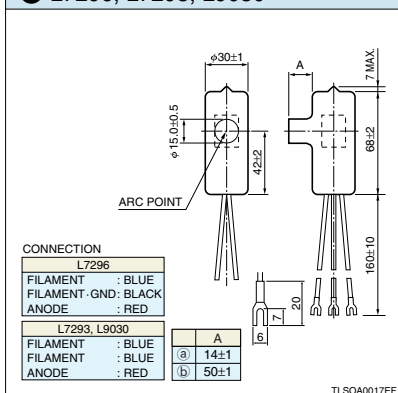 L7296, L7293, L9030
φ30±1
A
7 MAX.
φ15.0±0.5
42±2
68±2
ARC POINT
160±10
20
7
6
CONNECTION
L7296
FILAMENT : BLUE
FILAMENT·GND: BLACK
ANODE : RED
L7293, L9030
FILAMENT : BLUE
FILAMENT : BLUE
ANODE : RED
A
ⓐ 14±1
ⓑ 50±1